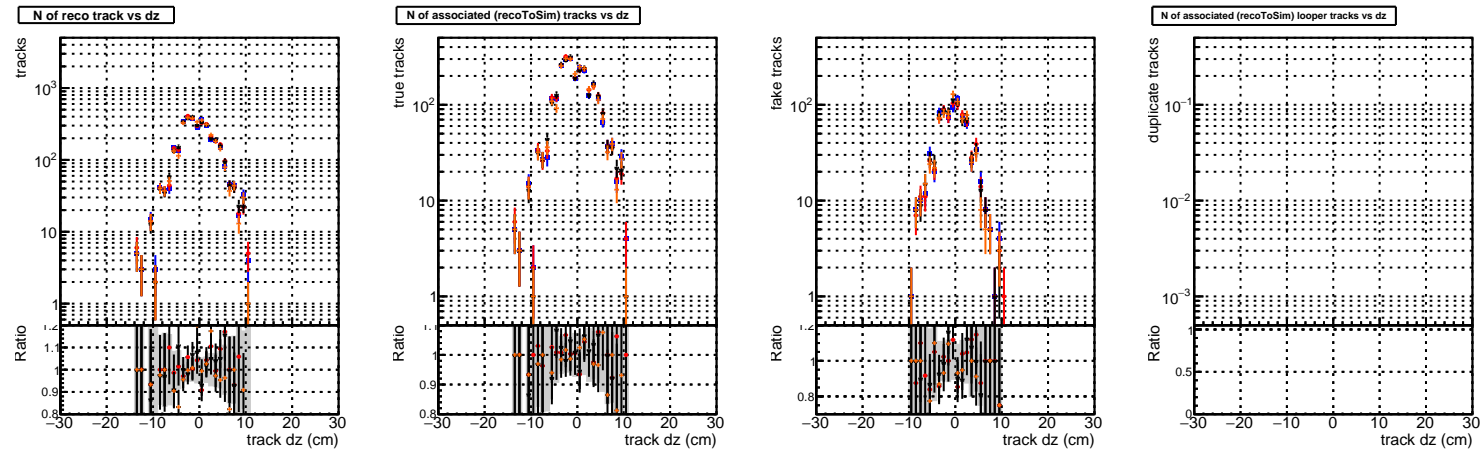 N of reco track vs dz
tracks
10³
10²
10
1
Ratio
1.2
1.1
1
0.9
0.8
−30 −20 −10 0 10 20 30
track dz (cm)
N of associated (recoToSim) tracks vs dz
true tracks
10²
10
1
Ratio
1
0.9
−30 −20 −10 0 10 20 30
track dz (cm)
fake tracks
10²
10
1
Ratio
1
0.8
−30 −20 −10 0 10 20 30
track dz (cm)
N of associated (recoToSim) looper tracks vs dz
duplicate tracks
10⁻¹
10⁻²
10⁻³
Ratio
1
0.5
0
−30 −20 −10 0 10 20 30
track dz (cm)